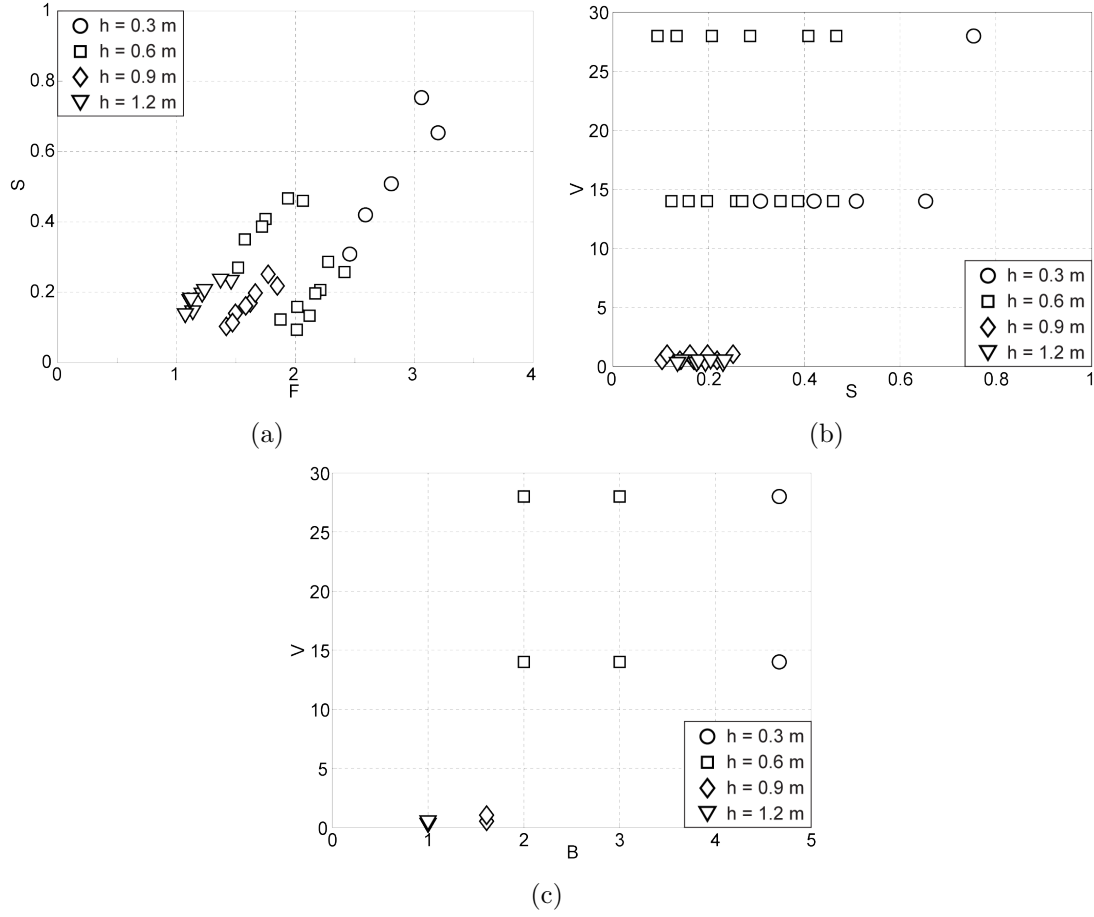 1
0.8
0.6
0.4
0.2
0
S
0 1 2 3 4
F
h = 0.3 m
h = 0.6 m
h = 0.9 m
h = 1.2 m
(a)
30
25
20
15
10
5
0
V
0 0.2 0.4 0.6 0.8 1
S
h = 0.3 m
h = 0.6 m
h = 0.9 m
h = 1.2 m
(b)
30
25
20
15
10
5
0
V
0 1 2 3 4 5
B
h = 0.3 m
h = 0.6 m
h = 0.9 m
h = 1.2 m
(c)